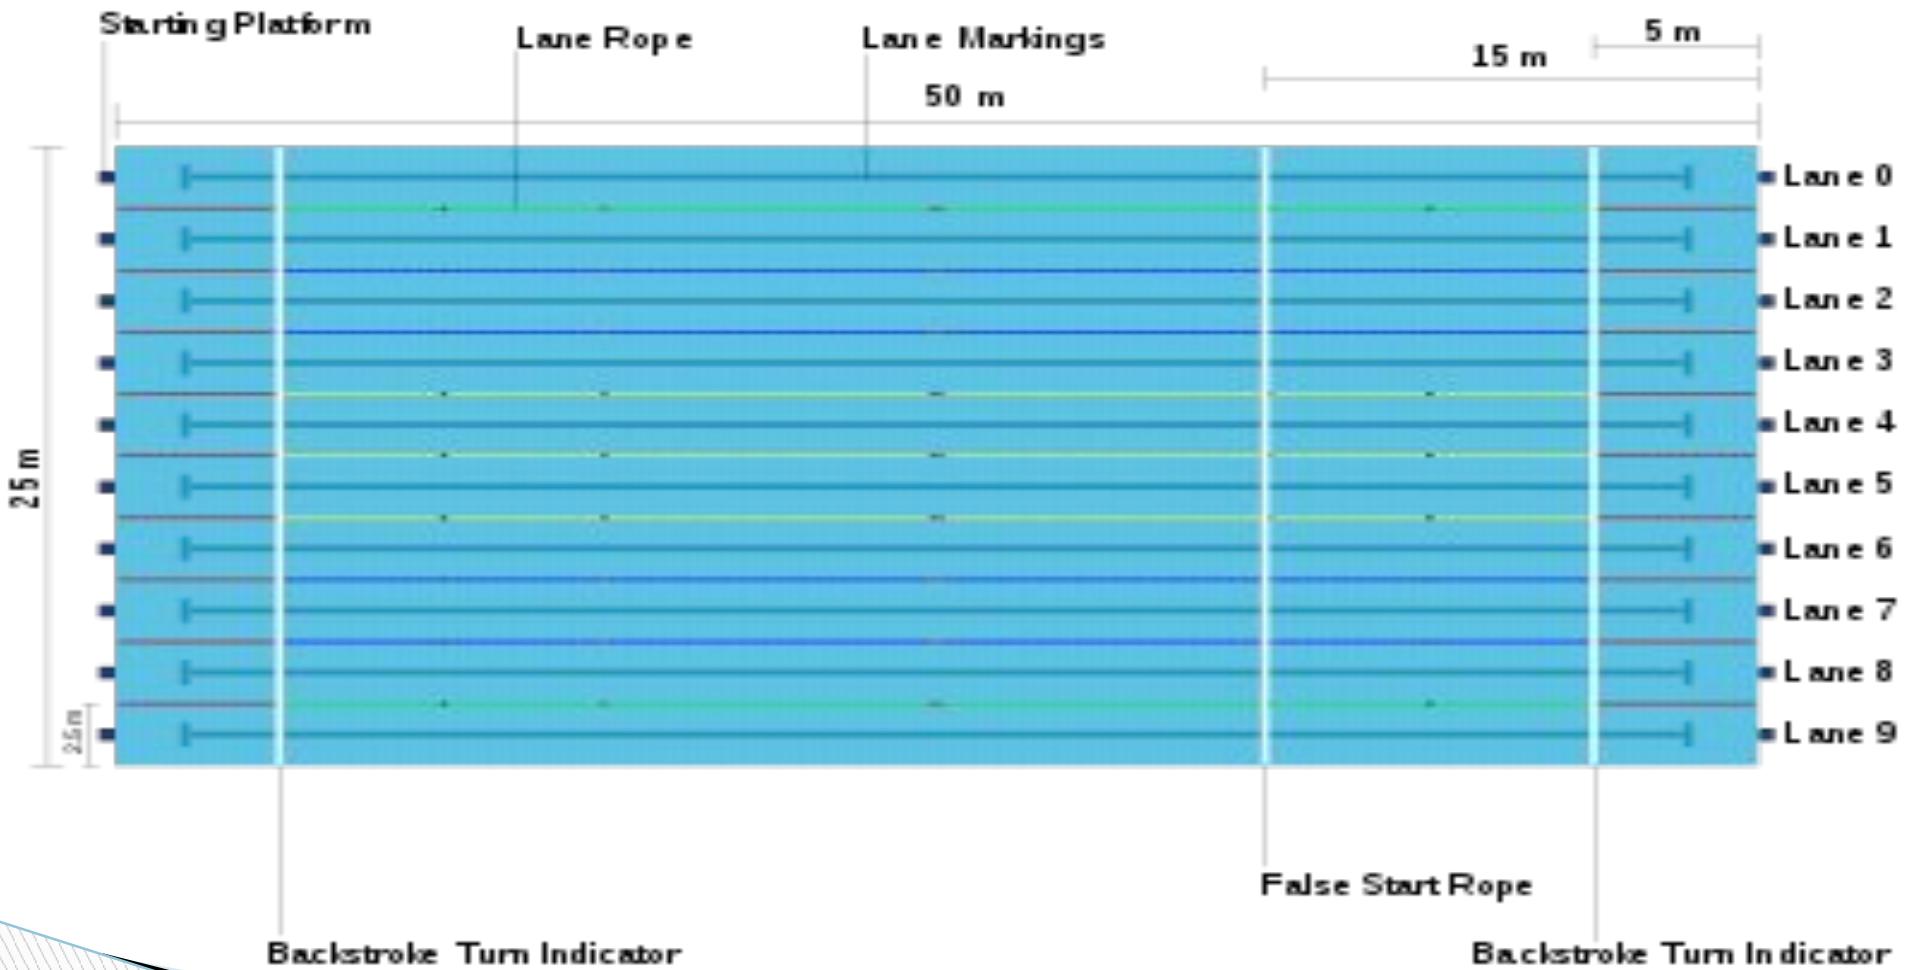 Starting Platform
Lane Rope
Lane Markings
5 m
15 m
50 m
Lane 0
Lane 1
Lane 2
Lane 3
Lane 4
25 m
Lane 5
Lane 6
Lane 7
Lane 8
2.5m
Lane 9
False Start Rope
Backstroke Turn Indicator
Backstroke Turn Indicator